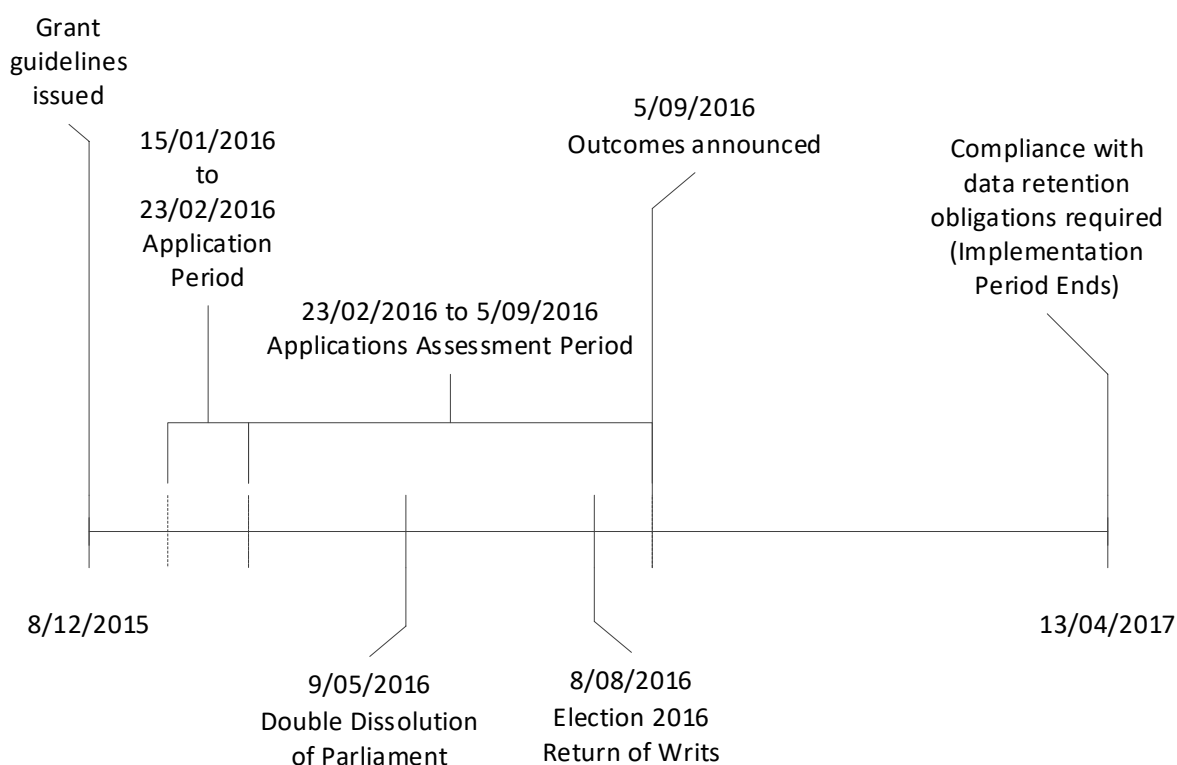 Grant
guidelines
issued
15/01/2016
to
23/02/2016
Application
Period
23/02/2016 to 5/09/2016
Applications Assessment Period
5/09/2016
Outcomes announced
Compliance with
data retention
obligations required
(Implementation
Period Ends)
8/12/2015
13/04/2017
9/05/2016
Double Dissolution
of Parliament
8/08/2016
Election 2016
Return of Writs